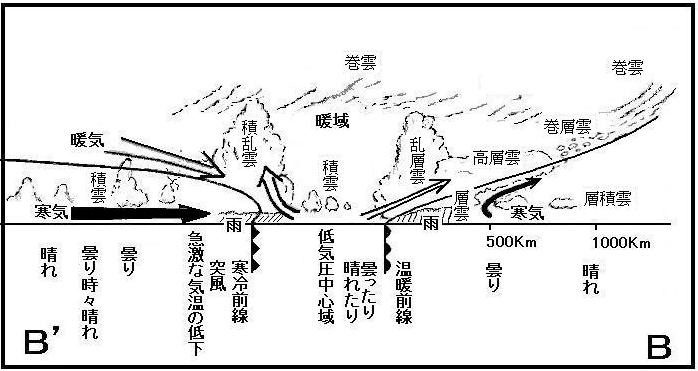 巻雲
巻雲
暖気
積乱雲
暖域
乱層雲
高層雲
巻層雲
積雲
積雲
層雲
層積雲
寒気
寒気
雨
雨
500Km
1000Km
晴れ
曇り時々晴れ
曇り
急激な気温の低下
突風
寒冷前線
低気圧中心域
晴れたり
曇ったり
温暖前線
曇り
晴れ
B’
B